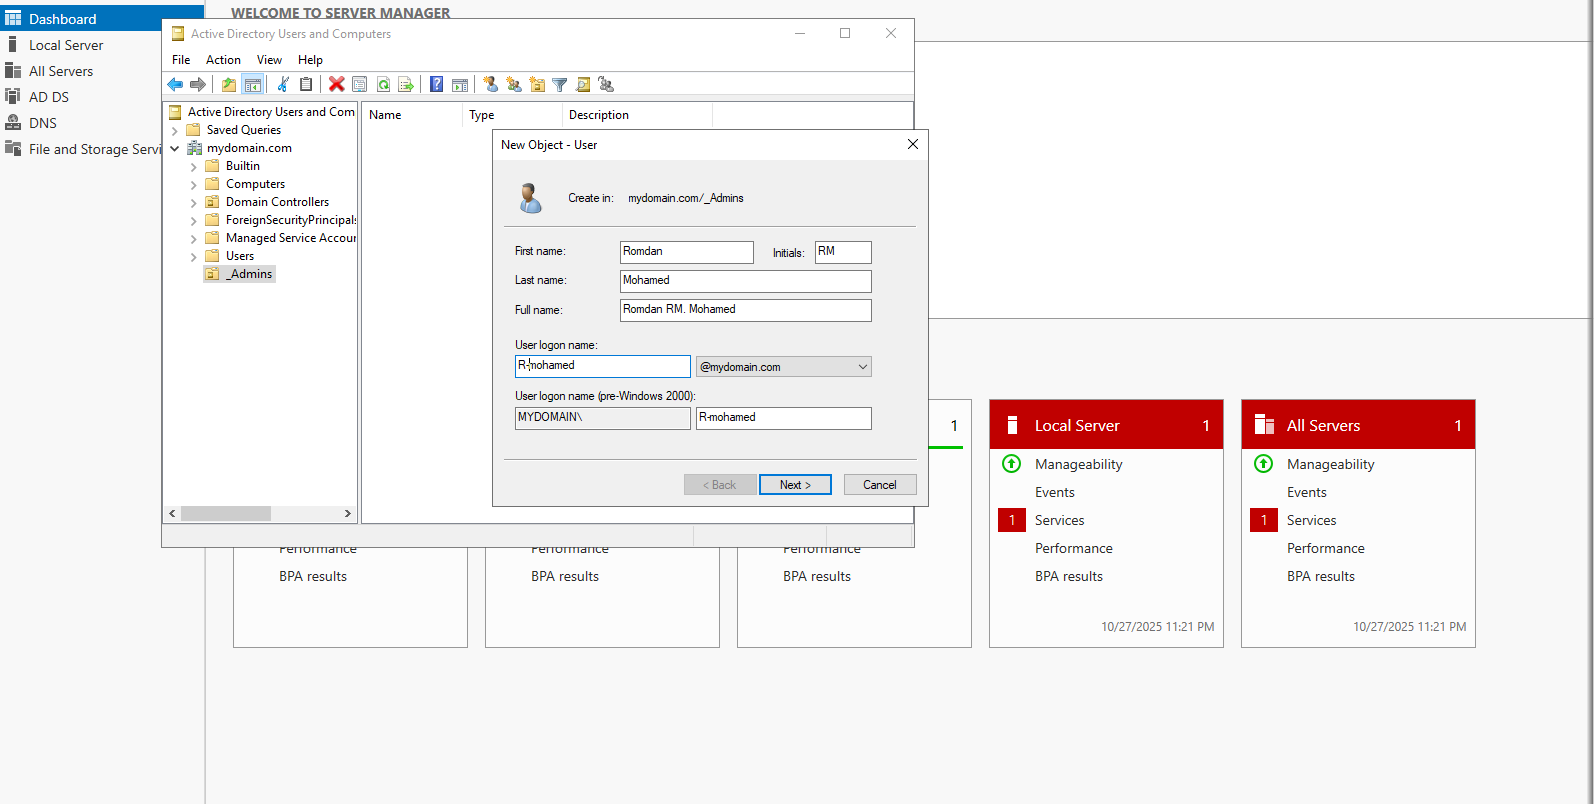 WELCOME TO SERVER MANAGER
Dashboard
Local Server
All Servers
AD DS
DNS
File and Storage Servi
Active Directory Users and Computers
File Action View Help
Active Directory Users and Com
Saved Queries
mydomain.com
Builtin
Computers
Domain Controllers
ForeignSecurityPrincipals
Managed Service Accour
Users
_Admins
Name Type Description
New Object - User
Create in: mydomain.com/_Admins
First name: Romdan Initials: RM
Last name: Mohamed
Full name: Romdan RM. Mohamed
User logon name:
R-mohamed @mydomain.com
User logon name (pre-Windows 2000):
MYDOMAIN\ R-mohamed
< Back Next > Cancel
1
Performance
BPA results
Performance
BPA results
Performance
BPA results
Local Server 1
Manageability
Events
1 Services
Performance
BPA results
10/27/2025 11:21 PM
All Servers 1
Manageability
Events
1 Services
Performance
BPA results
10/27/2025 11:21 PM